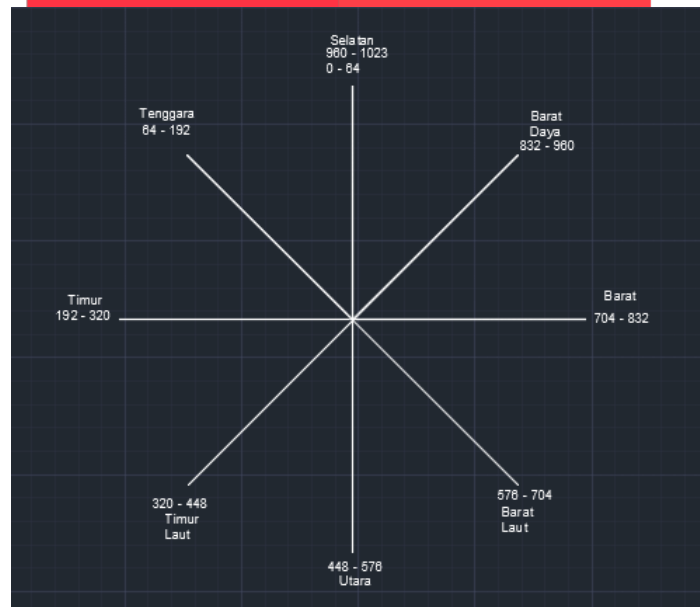 Selatan
960 - 1023
0 - 64
Tenggara
64 - 192
Barat
Daya
832 - 960
Timur
192 - 320
Barat
704 - 832
320 - 448
Timur
Laut
576 - 704
Barat
Laut
448 - 576
Utara